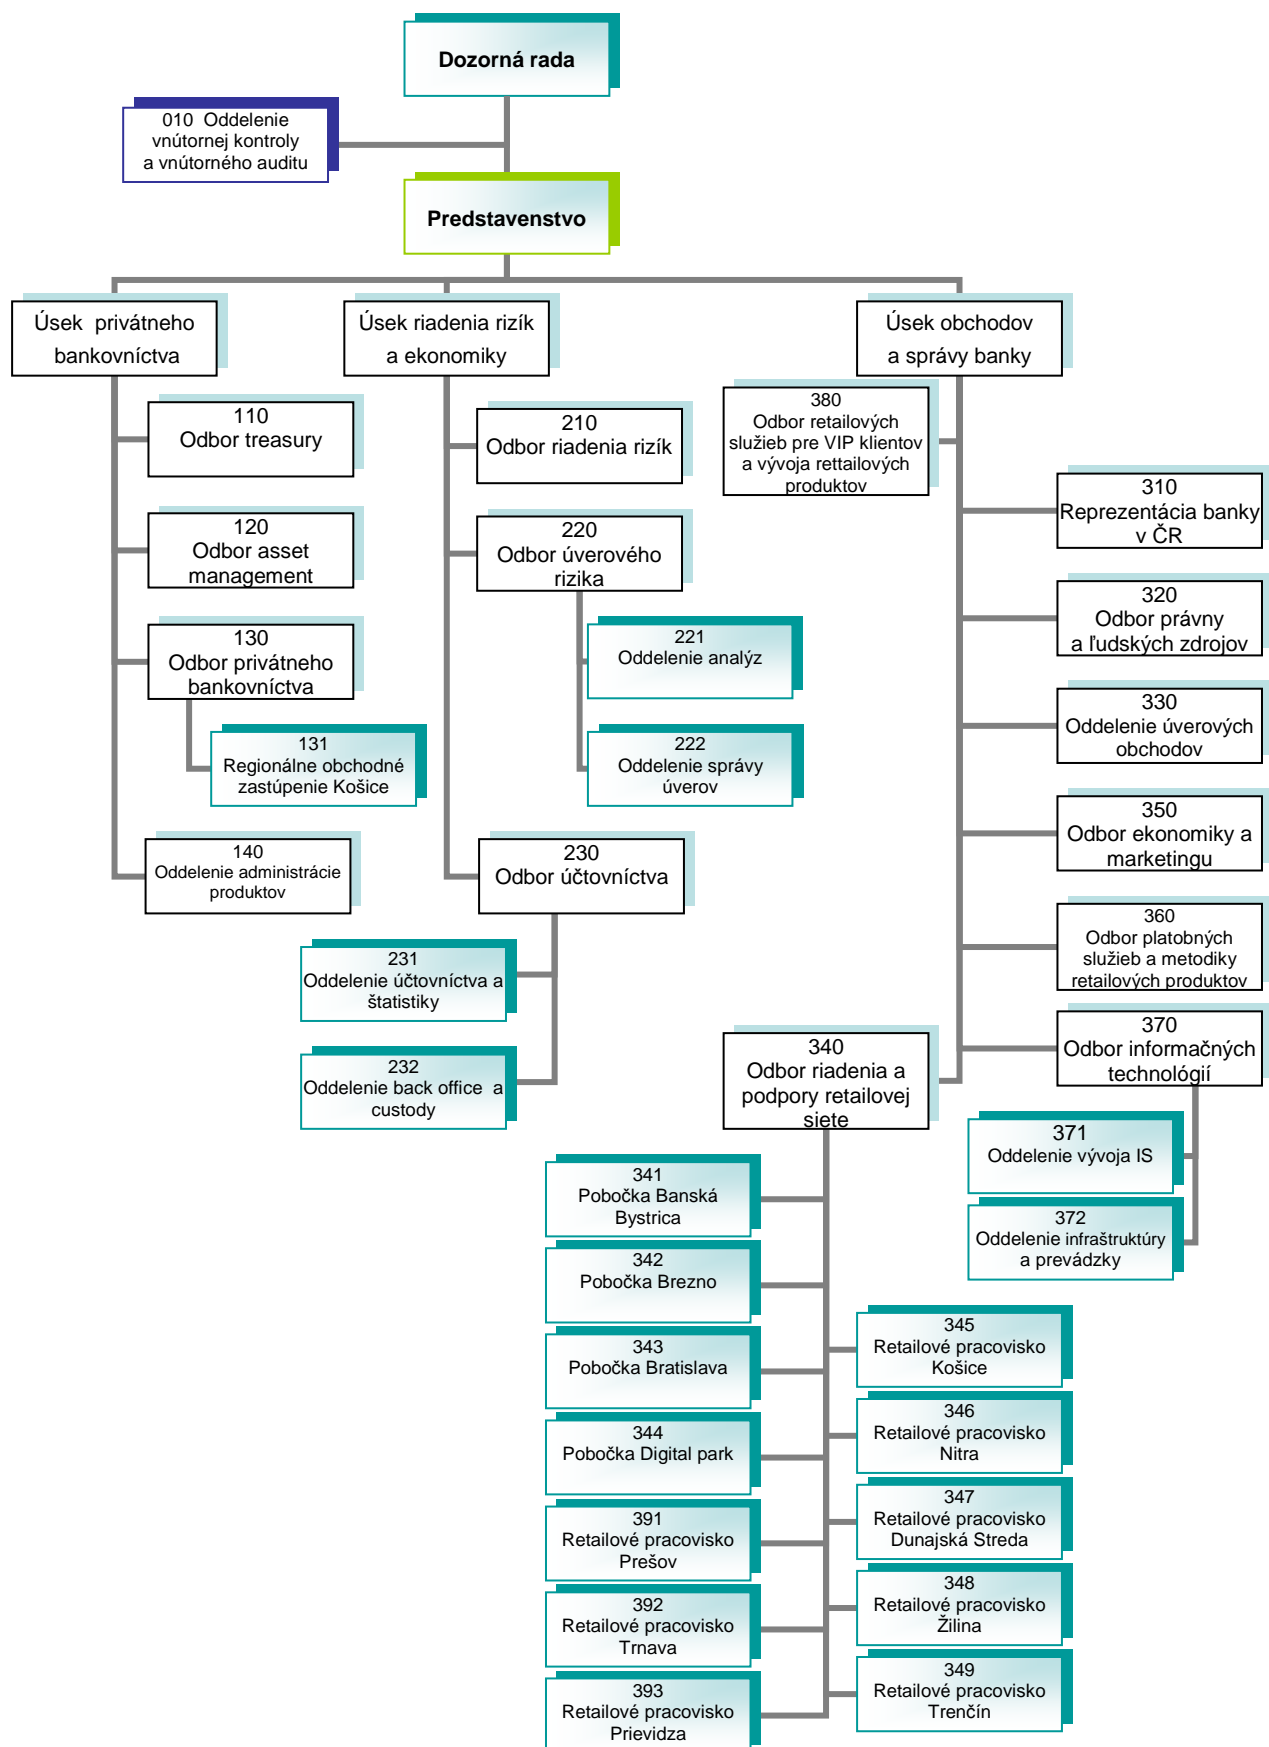 Dozorná rada
010 Oddelenie
vnútornej kontroly
a vnútorného auditu
Predstavenstvo
Úsek privátneho
bankovníctva
Úsek riadenia rizík
a ekonomiky
Úsek obchodov
a správy banky
110
Odbor treasury
120
Odbor asset
management
130
Odbor privátneho
bankovníctva
131
Regionálne obchodné
zastúpenie Košice
140
Oddelenie administrácie
produktov
210
Odbor riadenia rizík
220
Odbor úverového
rizika
221
Oddelenie analýz
222
Oddelenie správy
úverov
230
Odbor účtovníctva
231
Oddelenie účtovníctva a
štatistiky
232
Oddelenie back office a
custody
380
Odbor retailových
služieb pre VIP klientov
a vývoja rettailových
produktov
310
Reprezentácia banky
v ČR
320
Odbor právny
a ľudských zdrojov
330
Oddelenie úverových
obchodov
350
Odbor ekonomiky a
marketingu
360
Odbor platobných
služieb a metodiky
retailových produktov
370
Odbor informačných
technológií
371
Oddelenie vývoja IS
372
Oddelenie infraštruktúry
a prevádzky
340
Odbor riadenia a
podpory retailovej
siete
341
Pobočka Banská
Bystrica
342
Pobočka Brezno
343
Pobočka Bratislava
344
Pobočka Digital park
391
Retailové pracovisko
Prešov
392
Retailové pracovisko
Trnava
393
Retailové pracovisko
Prievidza
345
Retailové pracovisko
Košice
346
Retailové pracovisko
Nitra
347
Retailové pracovisko
Dunajská Streda
348
Retailové pracovisko
Žilina
349
Retailové pracovisko
Trenčín